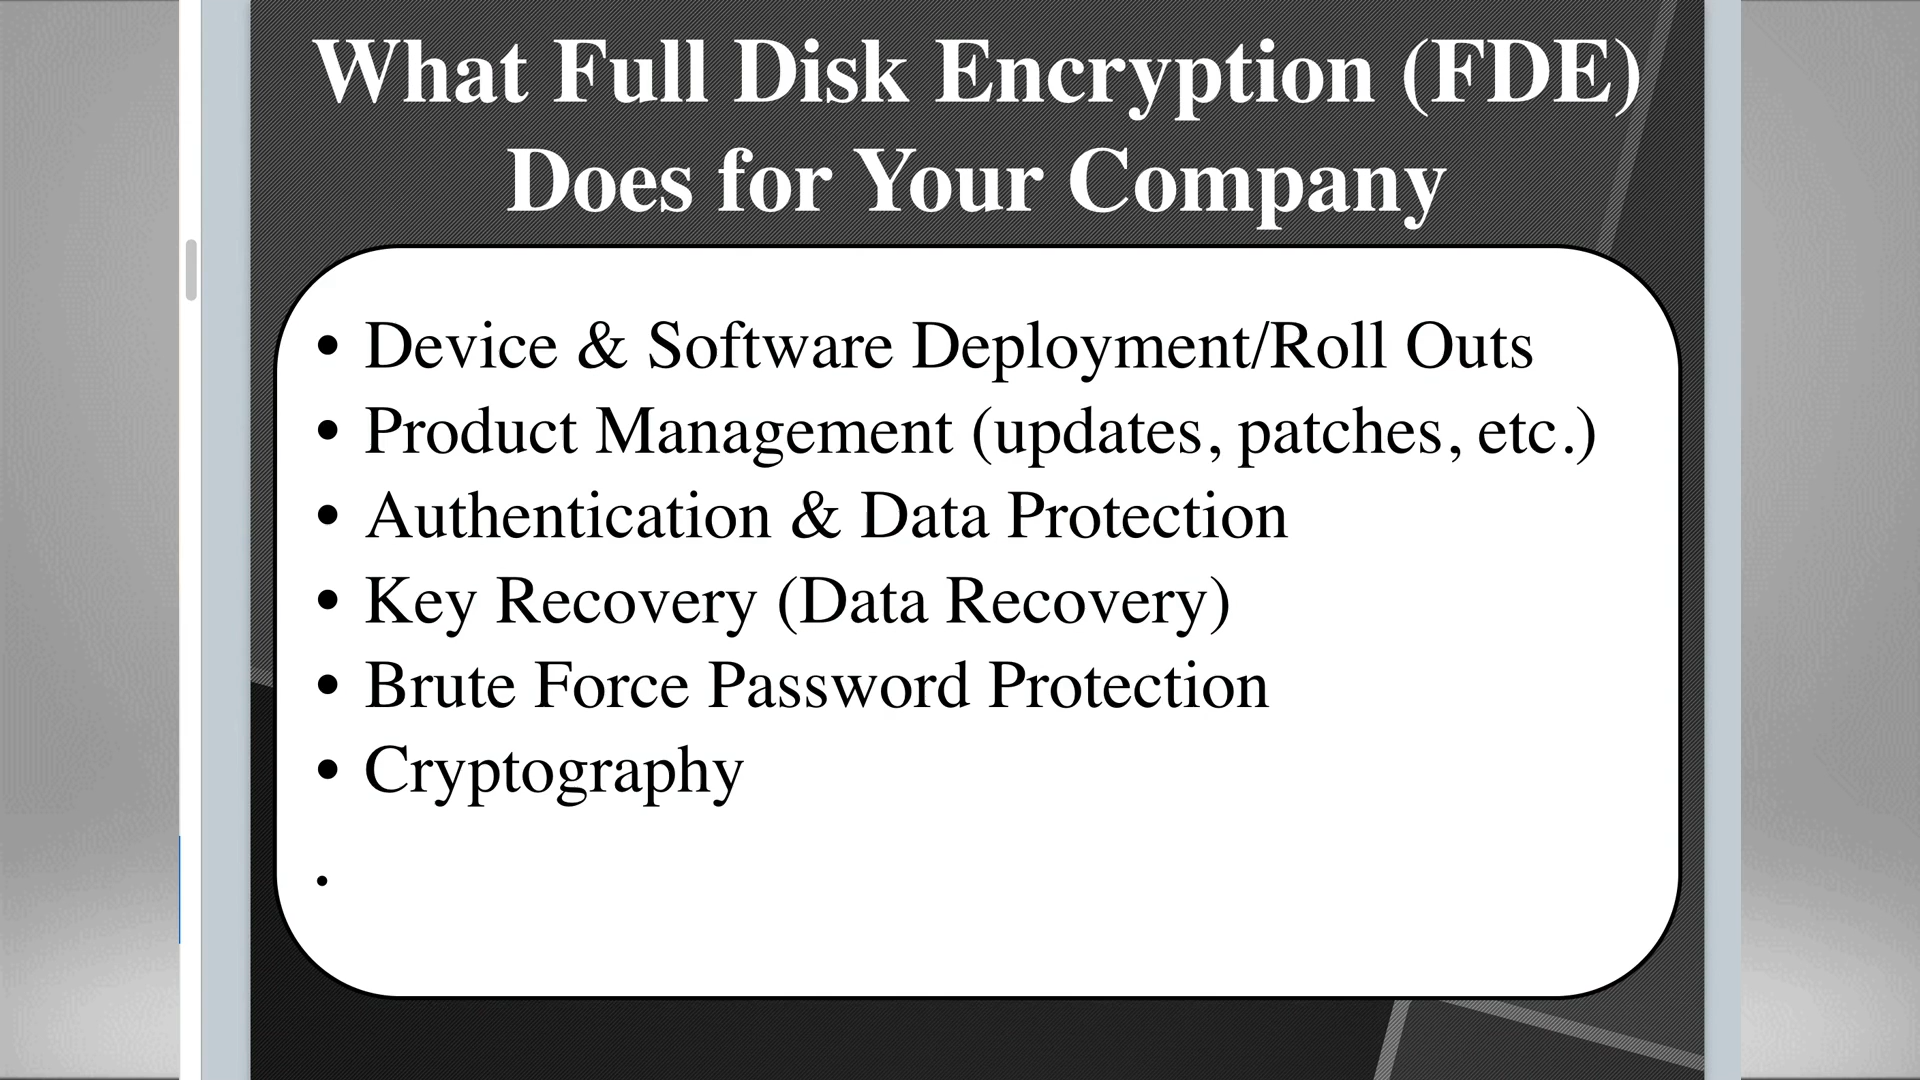 What Full Disk Encryption (FDE)
Does for Your Company
• Device & Software Deployment/Roll Outs
• Product Management (updates, patches, etc.)
• Authentication & Data Protection
• Key Recovery (Data Recovery)
• Brute Force Password Protection
• Cryptography
•